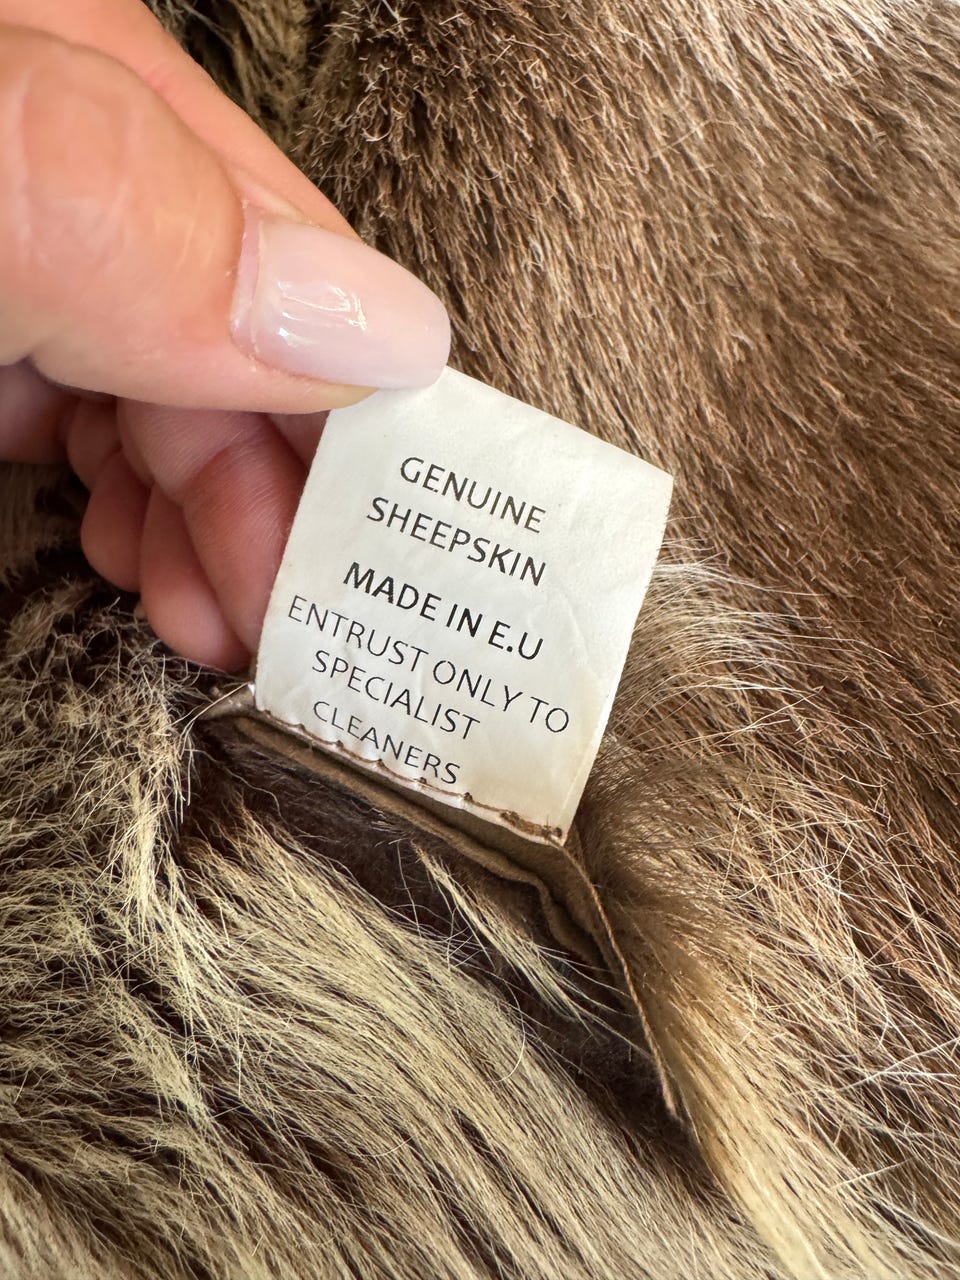 GENUINE
SHEEPSKIN
MADE IN E.U
ENTRUST ONLY TO
SPECIALIST
CLEANERS